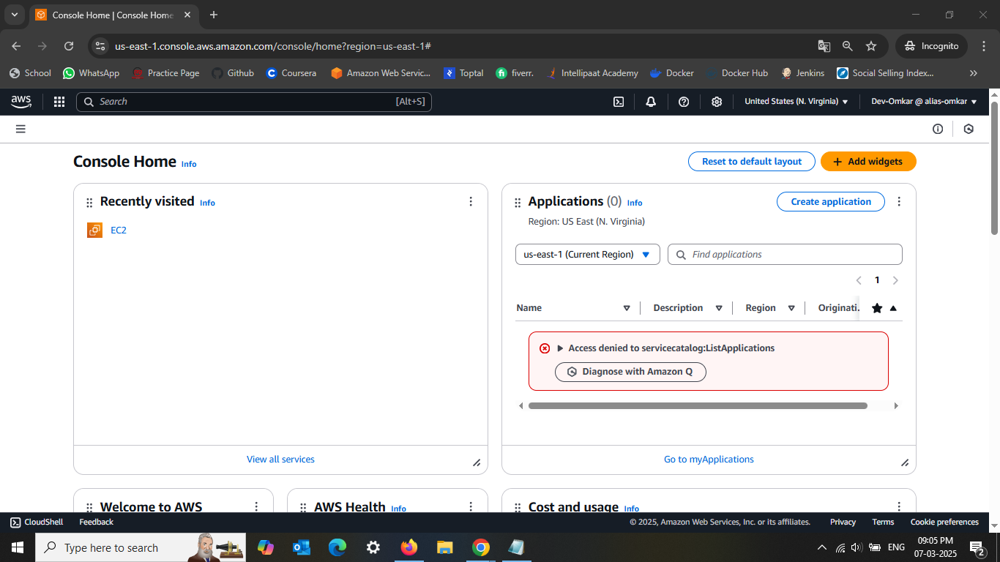 Console Home | Console Home
us-east-1.console.aws.amazon.com/console/home?region=us-east-1#
Incognito
School
WhatsApp
Practice Page
Github
Coursera
Amazon Web Servic...
Toptal
fiverr.
Intellipaat Academy
Docker
Docker Hub
Jenkins
Social Selling Index...
aws
Search
[Alt+S]
United States (N. Virginia)
Dev-Omkar @ alias-omkar
Console Home Info
Reset to default layout
Add widgets
Recently visited Info
EC2
View all services
Applications (0) Info
Create application
Region: US East (N. Virginia)
us-east-1 (Current Region)
Find applications
1
Name
Description
Region
Originati...
Access denied to servicecatalog:ListApplications
Diagnose with Amazon Q
Go to myApplications
Welcome to AWS
AWS Health Info
Cost and usage Info
CloudShell
Feedback
© 2025, Amazon Web Services, Inc. or its affiliates.
Privacy
Terms
Cookie preferences
Type here to search
ENG
09:05 PM
07-03-2025
2